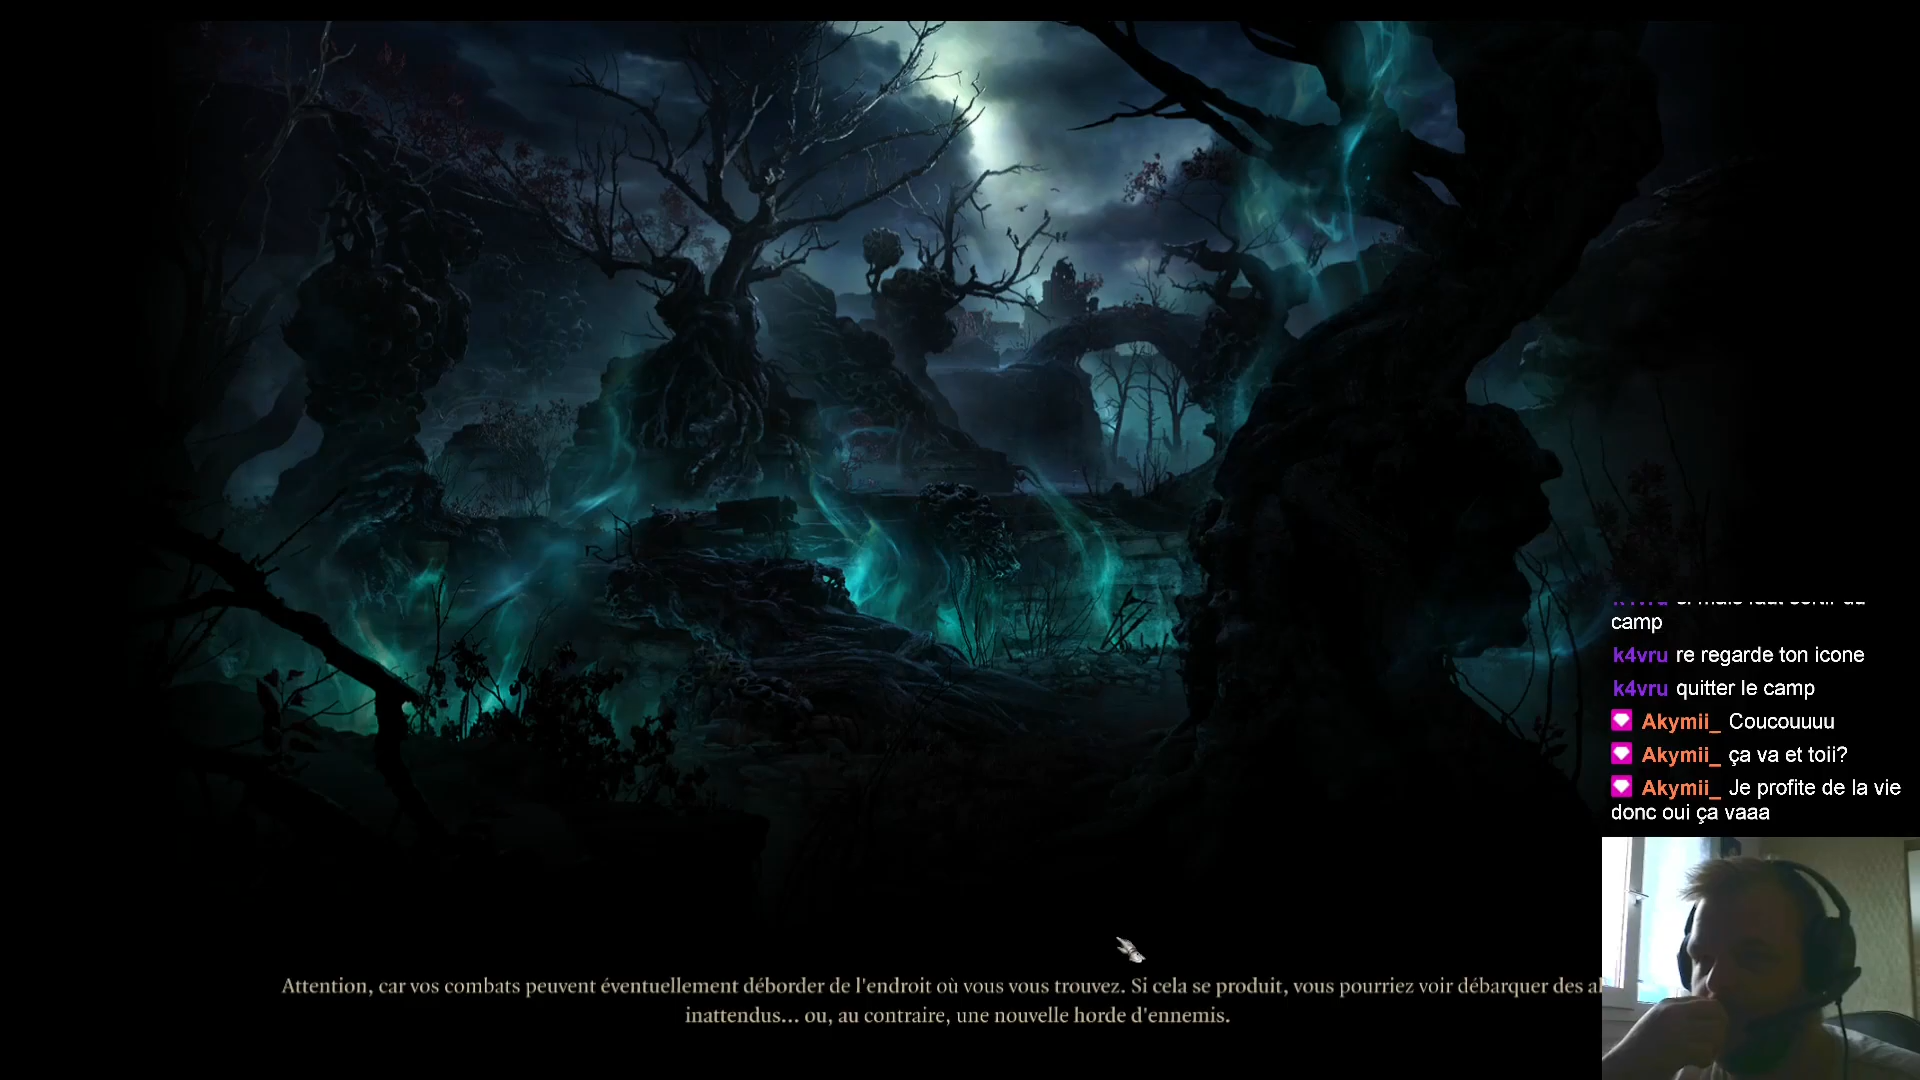 camp
k4vru re regarde ton icone
k4vru quitter le camp
Akymii_ Coucouuuu
Akymii_ ça va et toii?
Akymii_ Je profite de la vie
donc oui ça vaaa
Attention, car vos combats peuvent éventuellement déborder de l'endroit où vous vous trouvez. Si cela se produit, vous pourriez voir débarquer des
inattendus... ou, au contraire, une nouvelle horde d'ennemis.